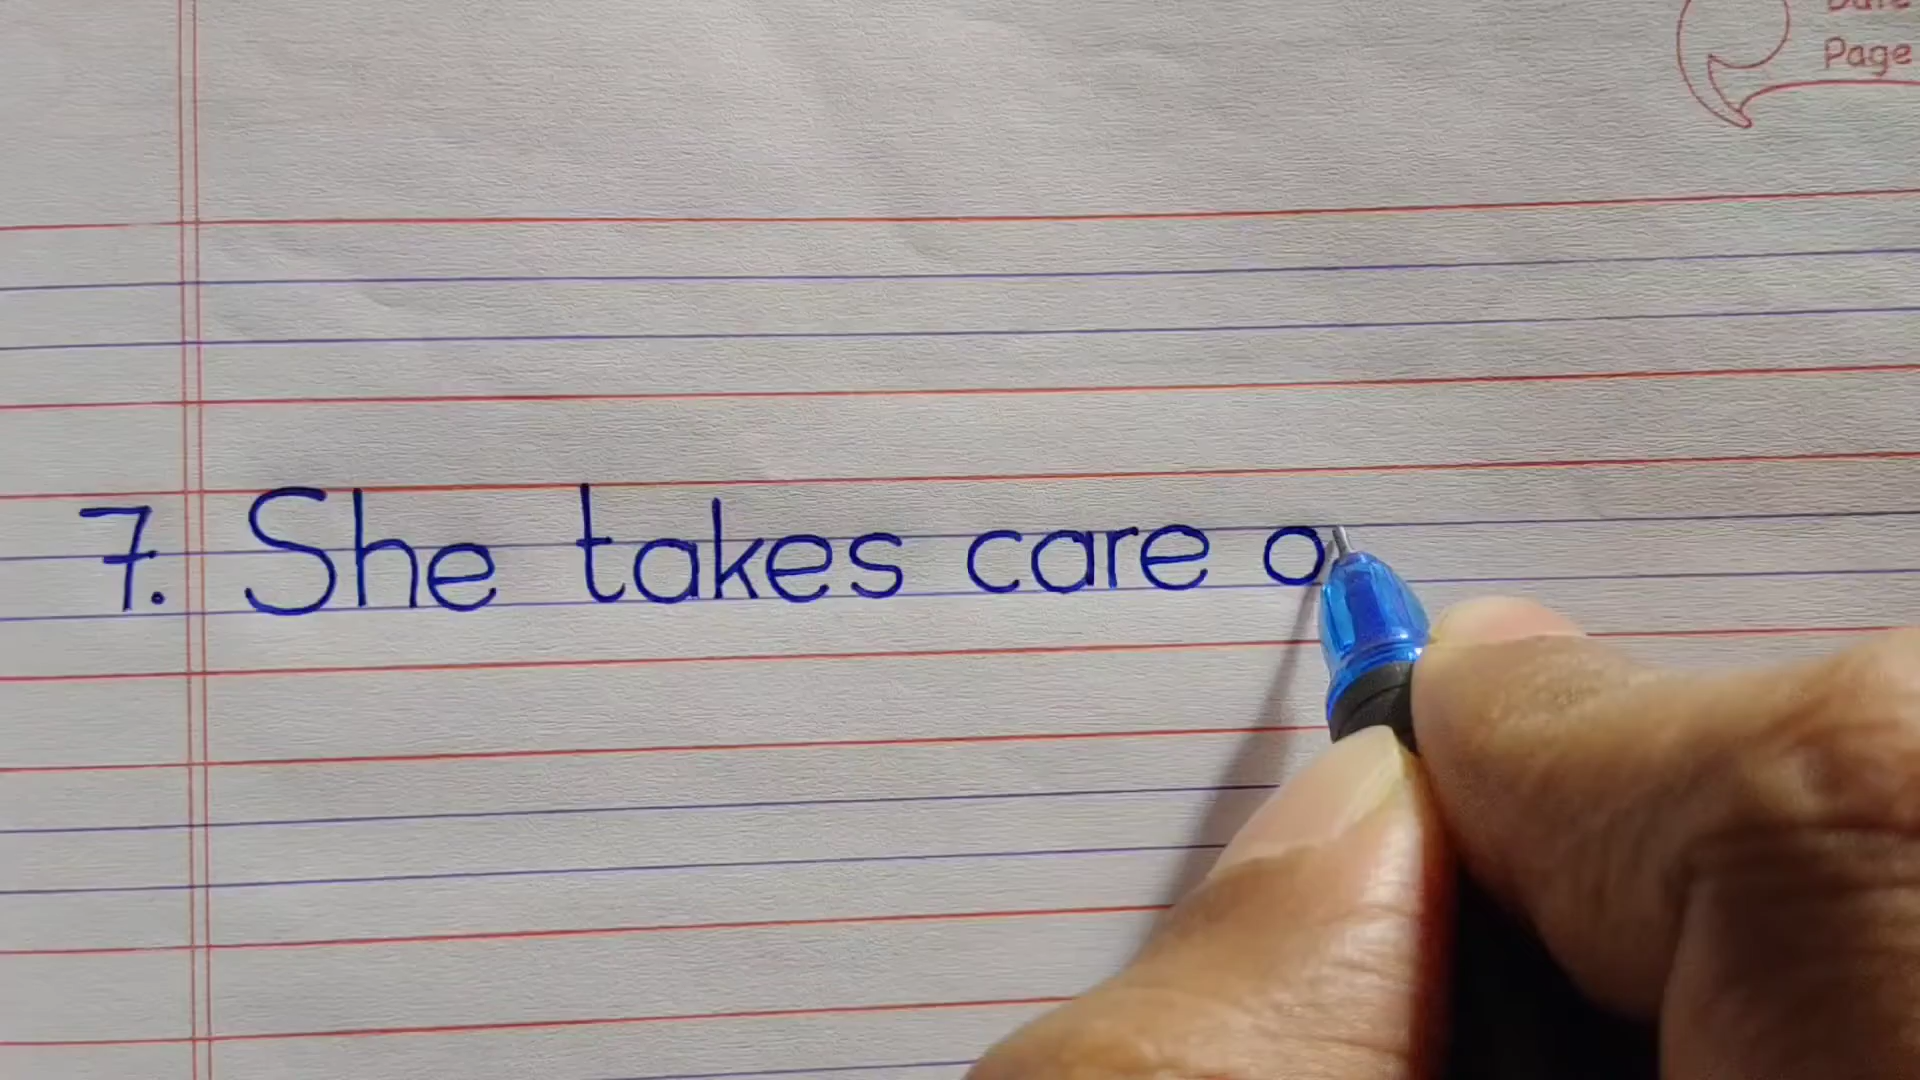 Page
7. She takes care o